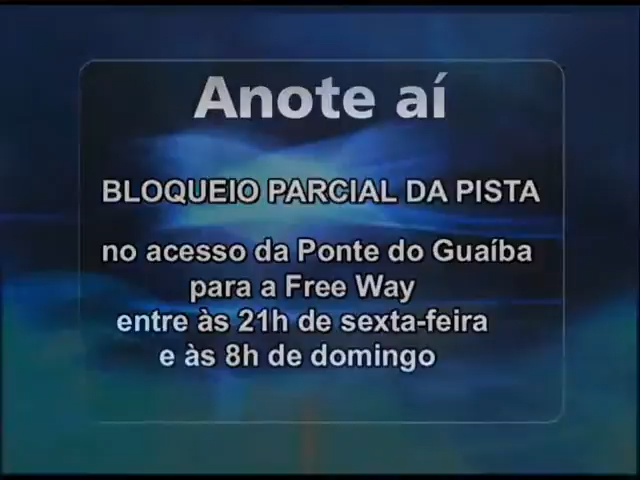 Anote aí
BLOQUEIO PARCIAL DA PISTA
no acesso da Ponte do Guaíba
para a Free Way
entre às 21h de sexta-feira
e às 8h de domingo